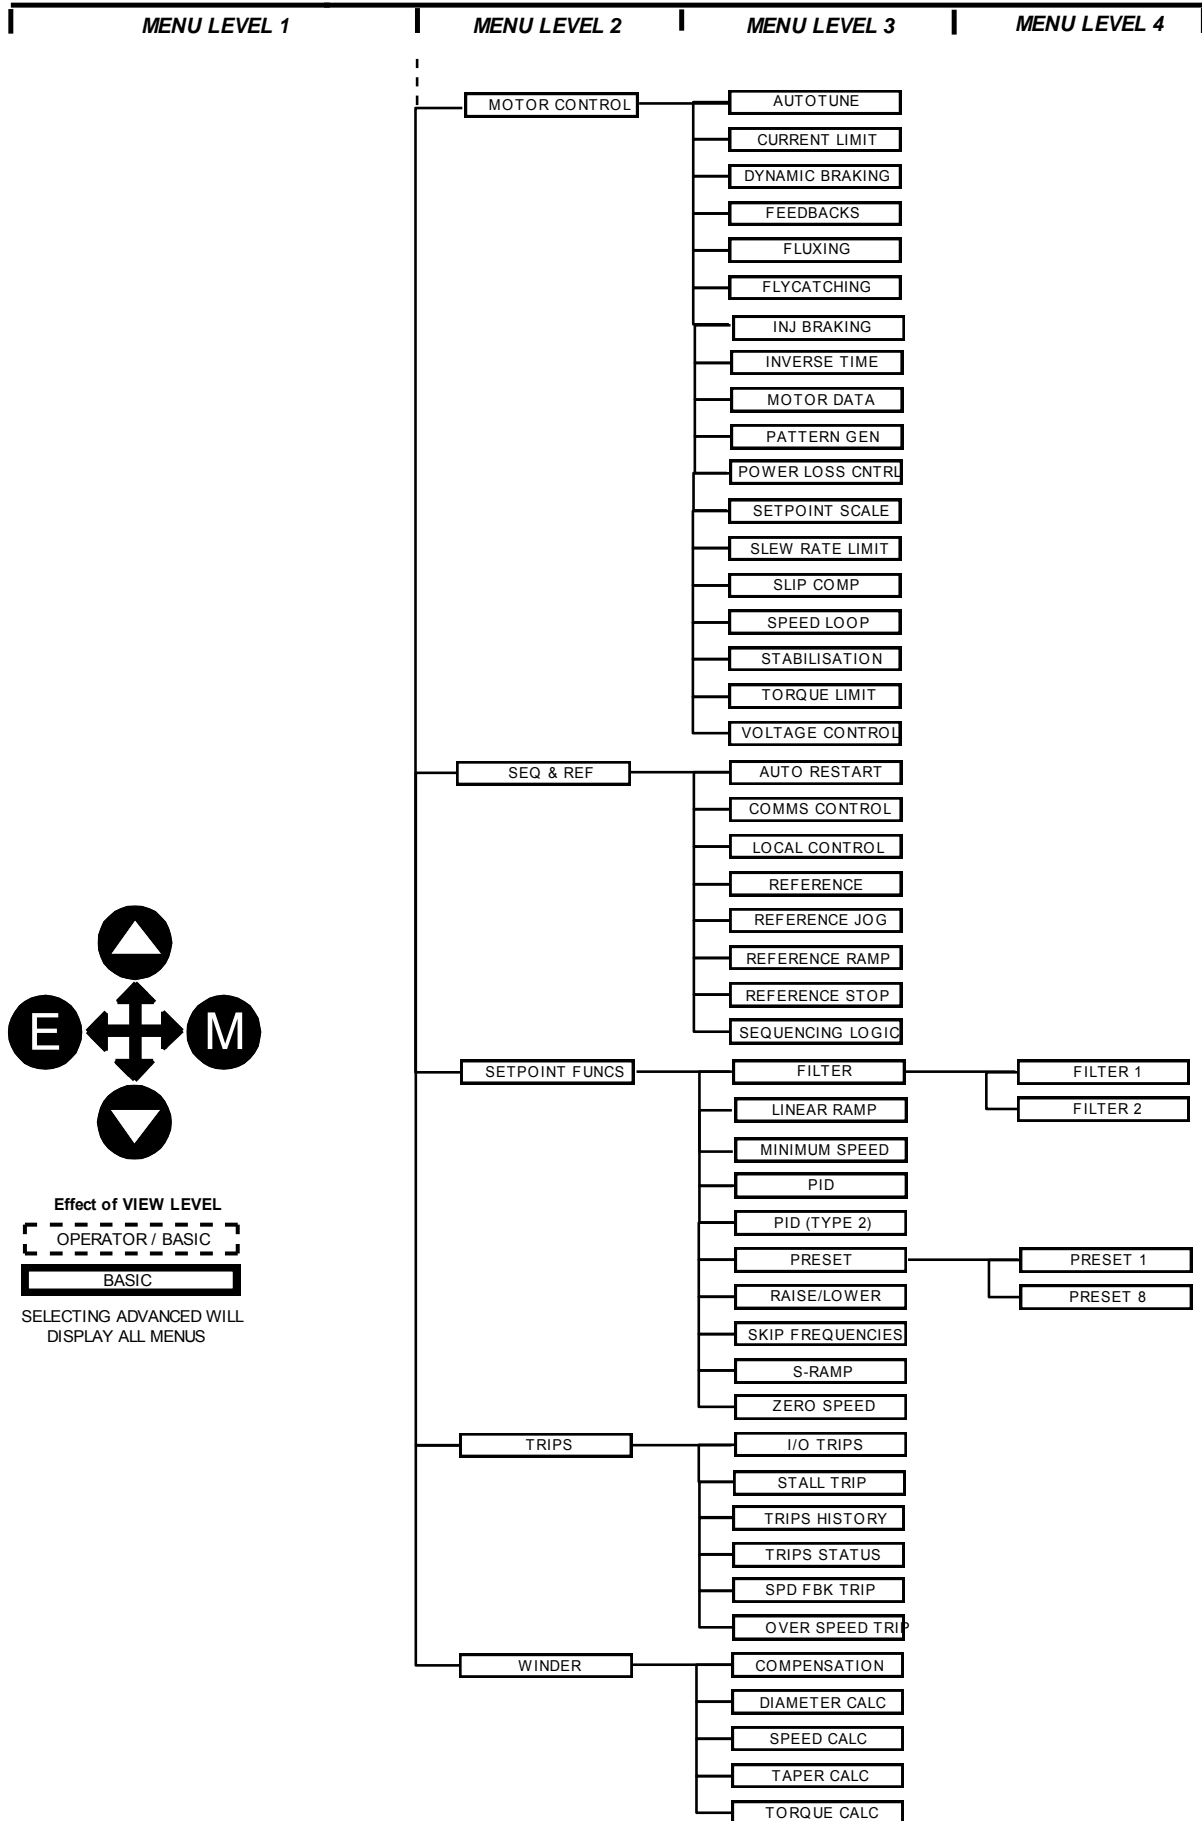 MENU LEVEL 1 MENU LEVEL 2 MENU LEVEL 3 MENU LEVEL 4
MOTOR CONTROL AUTOTUNE
CURRENT LIMIT
DYNAMIC BRAKING
FEEDBACKS
FLUXING
FLYCATCHING
INJ BRAKING
INVERSE TIME
MOTOR DATA
PATTERN GEN
POWER LOSS CNTRL
SETPOINT SCALE
SLEW RATE LIMIT
SLIP COMP
SPEED LOOP
STABILISATION
TORQUE LIMIT
VOLTAGE CONTROL
SEQ & REF AUTO RESTART
COMMS CONTROL
LOCAL CONTROL
REFERENCE
REFERENCE JOG
REFERENCE RAMP
REFERENCE STOP
SEQUENCING LOGIC
E M
SETPOINT FUNCS FILTER FILTER 1
FILTER 2
LINEAR RAMP
MINIMUM SPEED
PID
PID (TYPE 2)
PRESET PRESET 1
PRESET 8
RAISE/LOWER
SKIP FREQUENCIES
S-RAMP
ZERO SPEED
Effect of VIEW LEVEL
OPERATOR / BASIC
BASIC
SELECTING ADVANCED WILL
DISPLAY ALL MENUS
TRIPS I/O TRIPS
STALL TRIP
TRIPS HISTORY
TRIPS STATUS
SPD FBK TRIP
OVER SPEED TRIP
WINDER COMPENSATION
DIAMETER CALC
SPEED CALC
TAPER CALC
TORQUE CALC